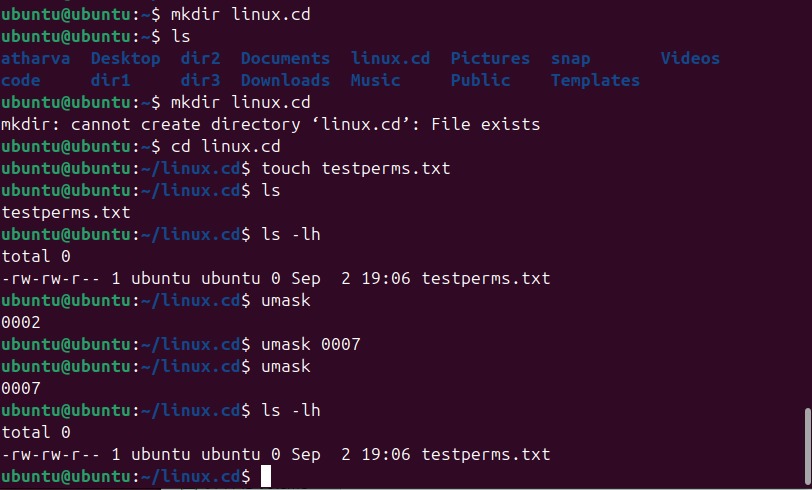 ubuntu@ubuntu:~$ mkdir linux.cd
ubuntu@ubuntu:~$ ls
atharva  Desktop  dir2  Documents  linux.cd  Pictures  snap       Videos
code     dir1     dir3  Downloads  Music     Public    Templates
ubuntu@ubuntu:~$ mkdir linux.cd
mkdir: cannot create directory ‘linux.cd’: File exists
ubuntu@ubuntu:~$ cd linux.cd
ubuntu@ubuntu:~/linux.cd$ touch testperms.txt
ubuntu@ubuntu:~/linux.cd$ ls
testperms.txt
ubuntu@ubuntu:~/linux.cd$ ls -lh
total 0
-rw-rw-r-- 1 ubuntu ubuntu 0 Sep  2 19:06 testperms.txt
ubuntu@ubuntu:~/linux.cd$ umask
0002
ubuntu@ubuntu:~/linux.cd$ umask 0007
ubuntu@ubuntu:~/linux.cd$ umask
0007
ubuntu@ubuntu:~/linux.cd$ ls -lh
total 0
-rw-rw-r-- 1 ubuntu ubuntu 0 Sep  2 19:06 testperms.txt
ubuntu@ubuntu:~/linux.cd$